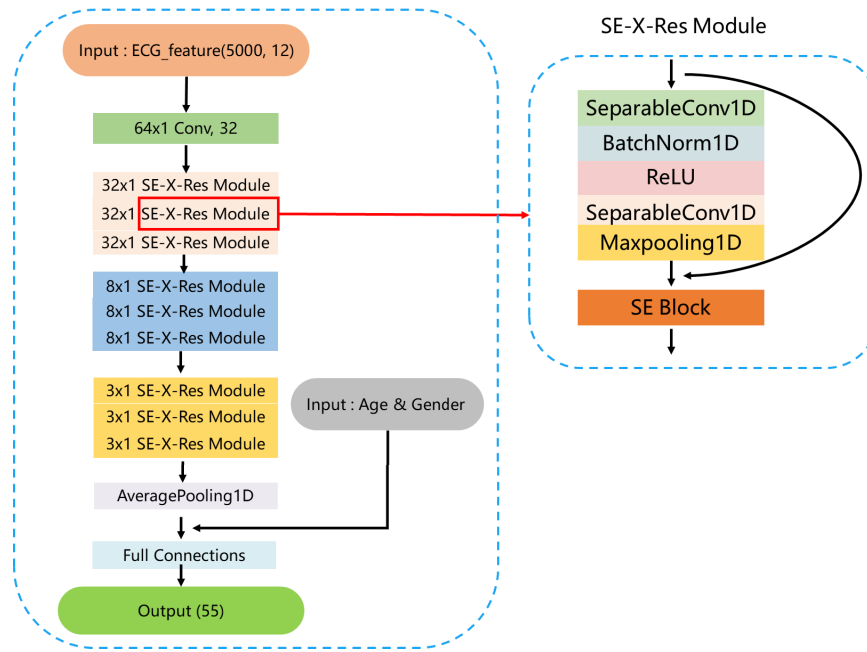 Input : ECG_feature(5000, 12)
64x1 Conv, 32
32x1 SE-X-Res Module
32x1 SE-X-Res Module
32x1 SE-X-Res Module
8x1 SE-X-Res Module
8x1 SE-X-Res Module
8x1 SE-X-Res Module
3x1 SE-X-Res Module
3x1 SE-X-Res Module
3x1 SE-X-Res Module
Input : Age & Gender
AveragePooling1D
Full Connections
Output (55)
SE-X-Res Module
SeparableConv1D
BatchNorm1D
ReLU
SeparableConv1D
Maxpooling1D
SE Block